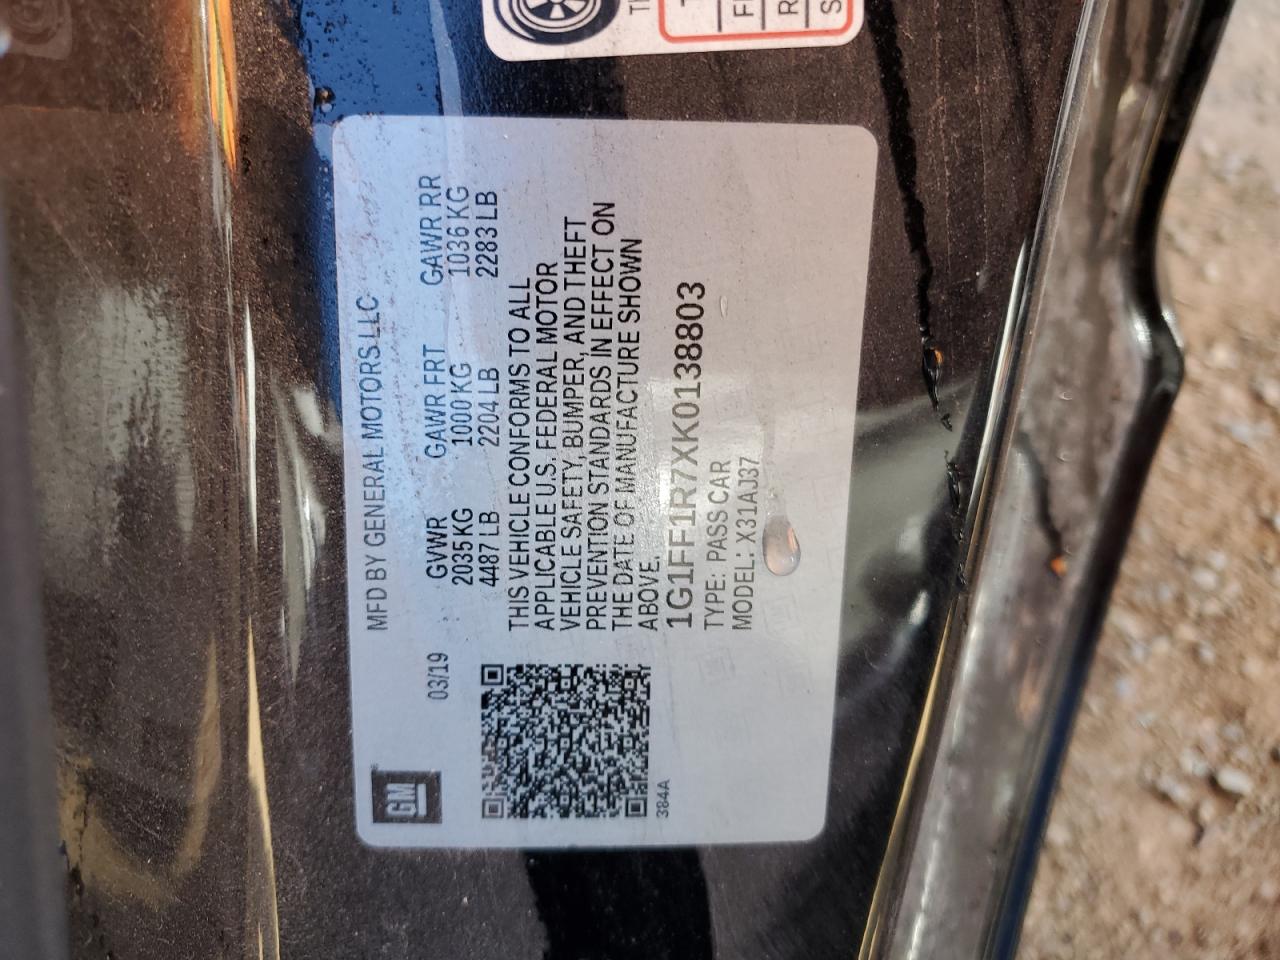 MFD BY GENERAL MOTORS LLC
03/19 GVWR GAWR FRT GAWR RR
2035 KG 1000 KG 1036 KG
4487 LB 2204 LB 2283 LB
THIS VEHICLE CONFORMS TO ALL
APPLICABLE U.S. FEDERAL MOTOR
VEHICLE SAFETY, BUMPER, AND THEFT
PREVENTION STANDARDS IN EFFECT ON
THE DATE OF MANUFACTURE SHOWN
ABOVE.
1G1FF1R7XK0138803
TYPE: PASS CAR
MODEL: X31AJ37
GM
384A